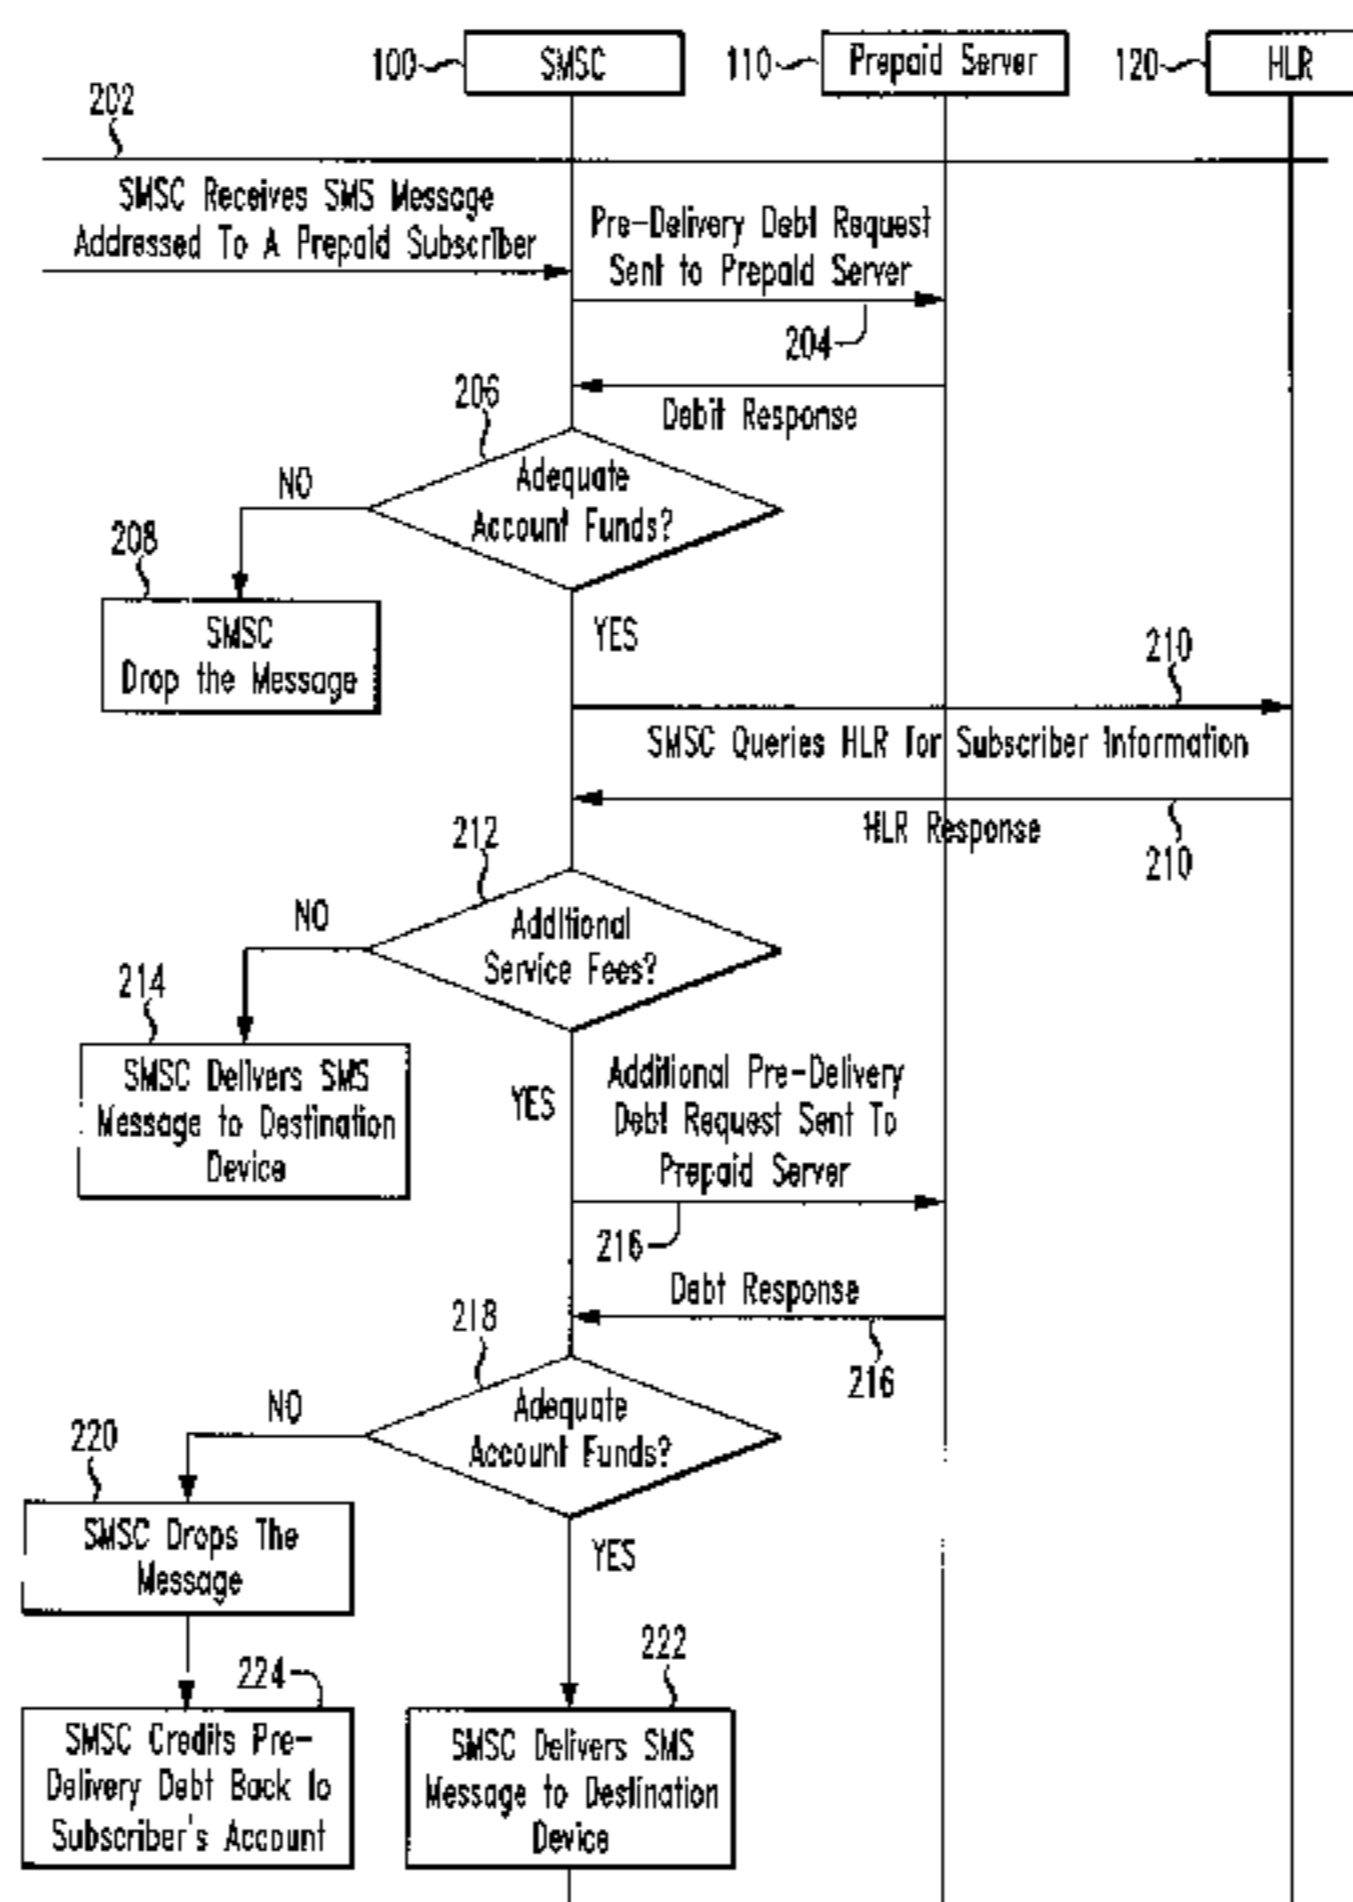 100
SMSC
110
Prepaid Server
120
HLR
202
SMSC Receives SMS Message
Addressed To A Prepaid Subscriber
Pre-Delivery Debt Request
Sent to Prepaid Server
204
206
Debit Response
Adequate
Account Funds?
NO
208
SMSC
Drop the Message
YES
210
SMSC Queries HLR for Subscriber Information
HLR Response
210
212
Additional
Service Fees?
NO
214
SMSC Delivers SMS
Message to Destination
Device
YES
Additional Pre-Delivery
Debt Request Sent To
Prepaid Server
216
Debt Response
216
218
Adequate
Account Funds?
NO
220
SMSC Drops The
Message
YES
224
SMSC Credits Pre-
Delivery Debt Back to
Subscriber's Account
222
SMSC Delivers SMS
Message to Destination
Device